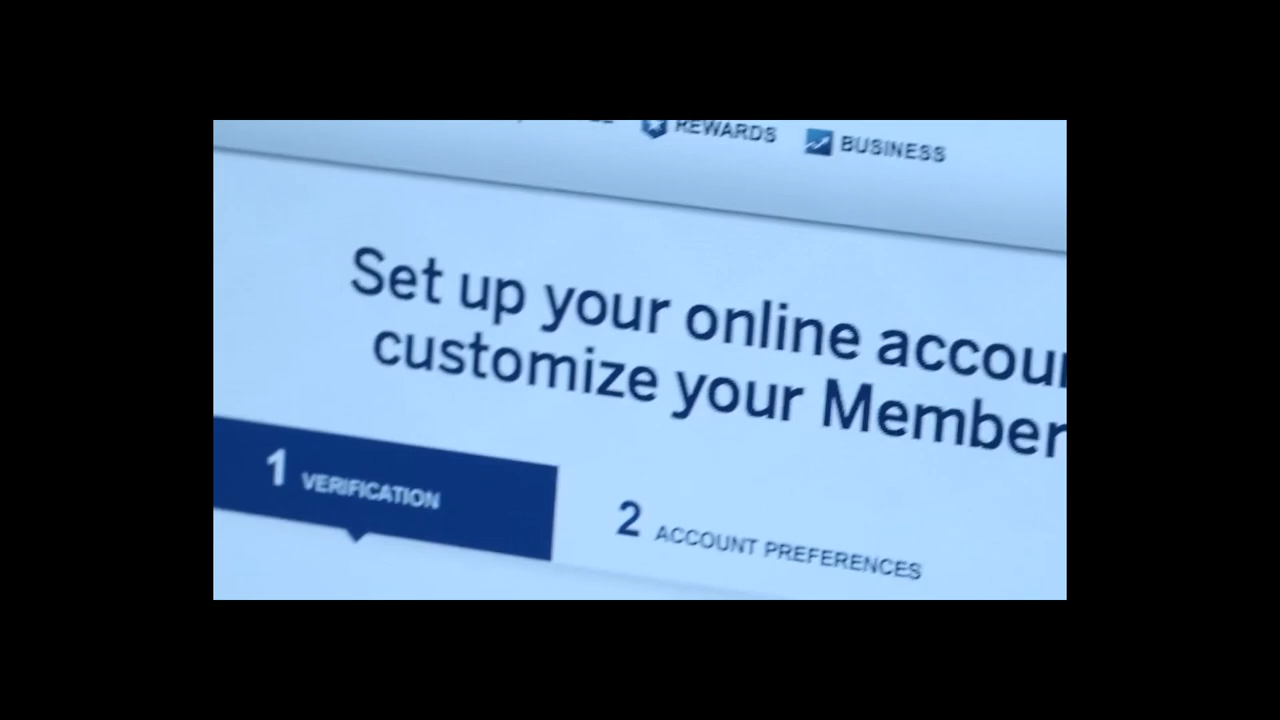 REWARDS BUSINESS
Set up your online accou
customize your Member
1 VERIFICATION
2 ACCOUNT PREFERENCES